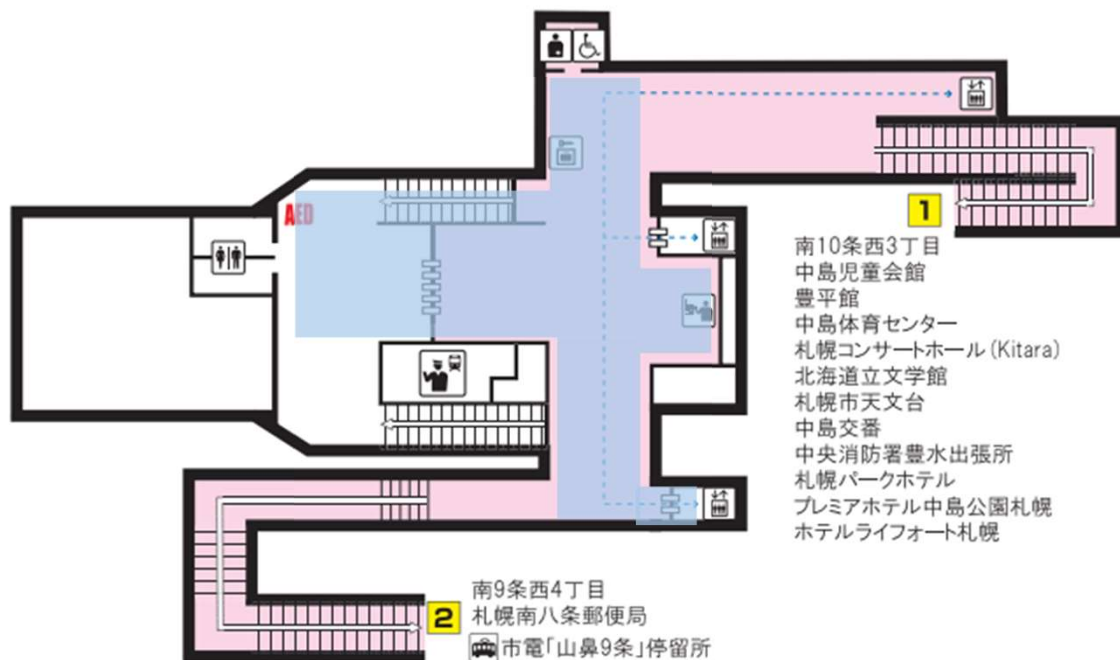 AED
1
南10条西3丁目
中島児童会館
豊平館
中島体育センター
札幌コンサートホール(Kitara)
北海道立文学館
札幌市天文台
中島交番
中央消防署豊水出張所
札幌パークホテル
プレミアホテル中島公園札幌
ホテルライフォート札幌
2
南9条西4丁目
札幌南八条郵便局
市電「山鼻9条」停留所